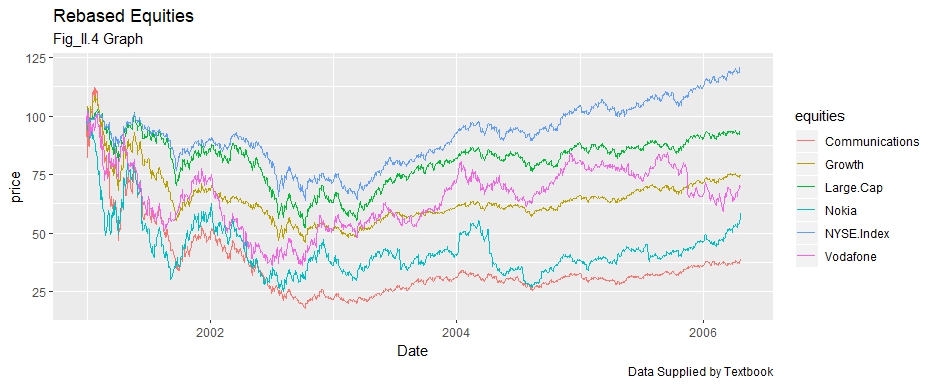 Rebased Equities
Fig_II.4 Graph
125
100
75
50
25
price
2002
2004
2006
Date
equities
Communications
Growth
Large.Cap
Nokia
NYSE.Index
Vodafone
Data Supplied by Textbook